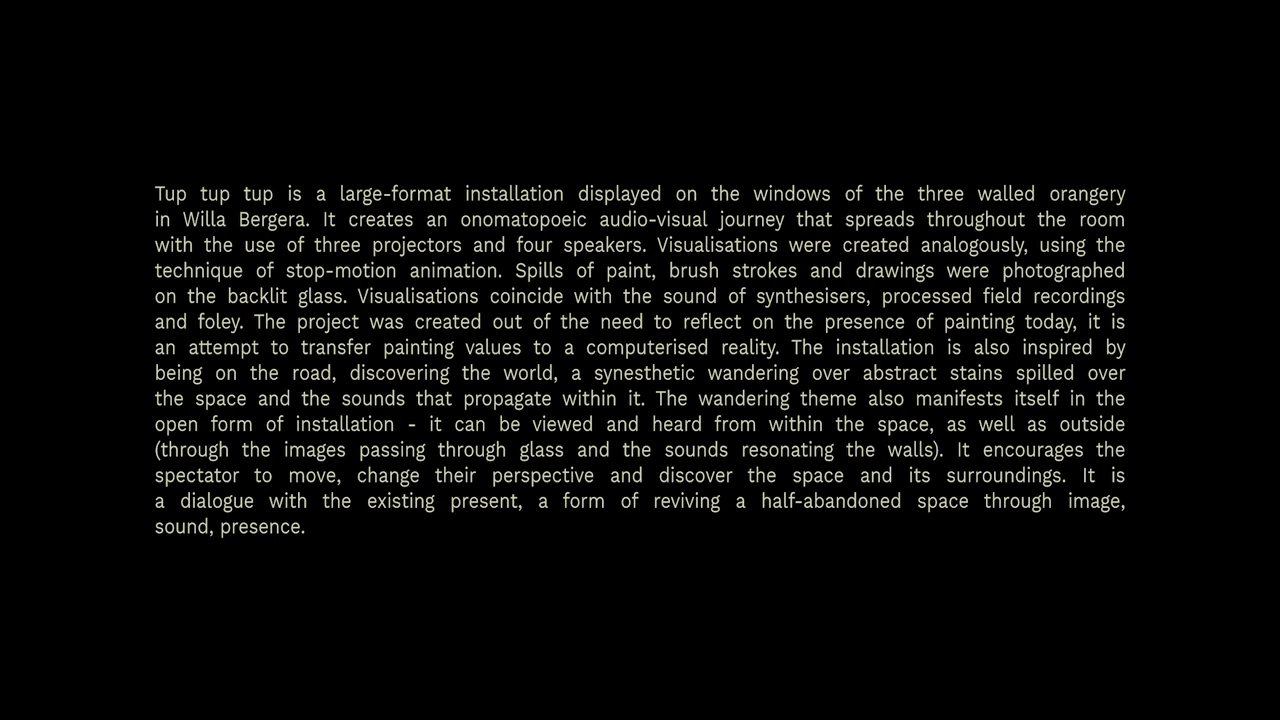 Tup tup tup is a large-format installation displayed on the windows of the three walled orangery
in Willa Bergera. It creates an onomatopoeic audio-visual journey that spreads throughout the room
with the use of three projectors and four speakers. Visualisations were created analogously, using the
technique of stop-motion animation. Spills of paint, brush strokes and drawings were photographed
on the backlit glass. Visualisations coincide with the sound of synthesisers, processed field recordings
and foley. The project was created out of the need to reflect on the presence of painting today, it is
an attempt to transfer painting values to a computerised reality. The installation is also inspired by
being on the road, discovering the world, a synesthetic wandering over abstract stains spilled over
the space and the sounds that propagate within it. The wandering theme also manifests itself in the
open form of installation - it can be viewed and heard from within the space, as well as outside
(through the images passing through glass and the sounds resonating the walls). It encourages the
spectator to move, change their perspective and discover the space and its surroundings. It is
a dialogue with the existing present, a form of reviving a half-abandoned space through image,
sound, presence.